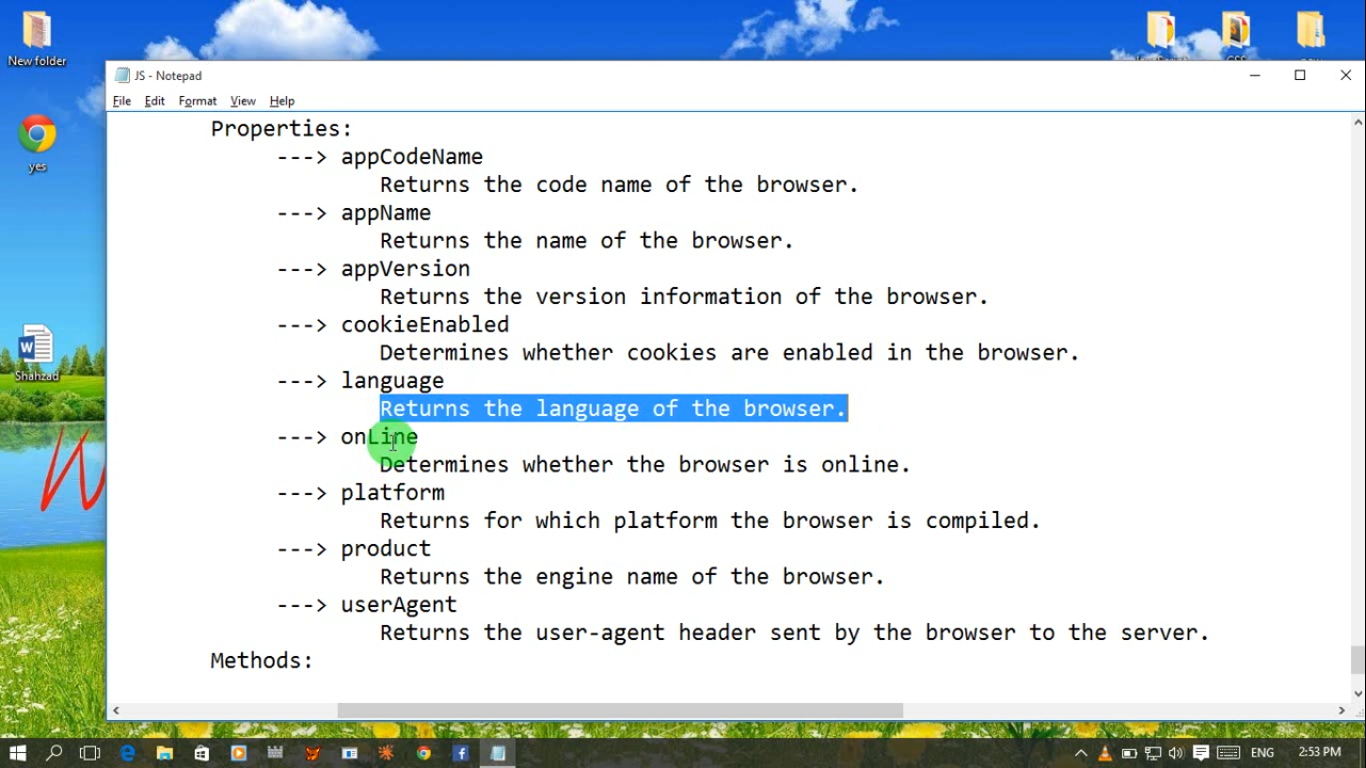 New folder
yes
Shahzad
JS - Notepad
File Edit Format View Help
Properties:
---> appCodeName
Returns the code name of the browser.
---> appName
Returns the name of the browser.
---> appVersion
Returns the version information of the browser.
---> cookieEnabled
Determines whether cookies are enabled in the browser.
---> language
Returns the language of the browser.
---> onLine
Determines whether the browser is online.
---> platform
Returns for which platform the browser is compiled.
---> product
Returns the engine name of the browser.
---> userAgent
Returns the user-agent header sent by the browser to the server.
Methods:
ENG
2:53 PM